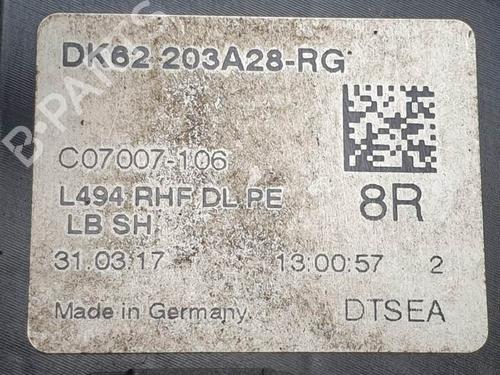 DK62 203A28-RG
C07007-106
L494 RHF DL PE 8R
LB SH
31.03.17 13:00:57 2
Made in Germany DTSEA
B-PARTS